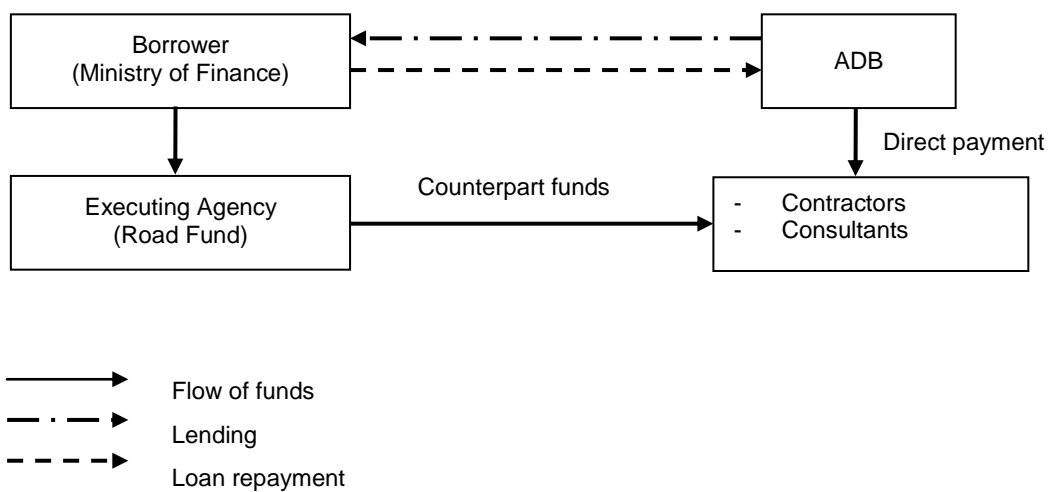 Borrower
(Ministry of Finance)
ADB
Direct payment
Executing Agency
(Road Fund)
Counterpart funds
- Contractors
- Consultants
Flow of funds
Lending
Loan repayment